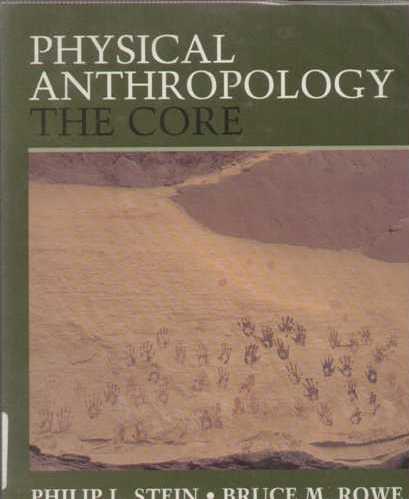 PHYSICAL
ANTHROPOLOGY
THE CORE
PHILIP L. STEIN • BRUCE M. ROWE